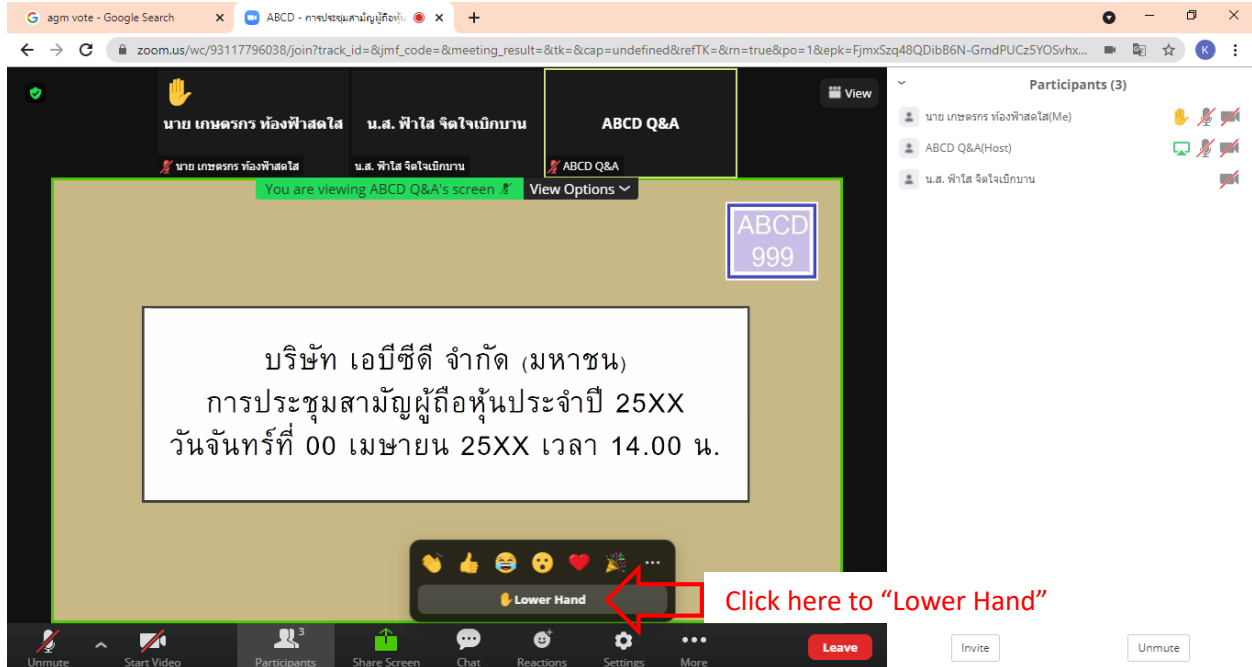 agm vote - Google Search
ABCD - การประชุมสามัญผู้ถือหุ้น
zoom.us/wc/93117796038/join?track_id=&jmf_code=&meeting_result=&tk=&cap=undefined&refTK=&rn=true&po=1&epk=FjmxSzq48QDibB6N-GrndPUCz5YOSvhx...
K
นาย เกษตรกร ท้องฟ้าสดใส
น.ส. ฟ้าใส จิตใจเบิกบาน
ABCD Q&A
View
นาย เกษตรกร ท้องฟ้าสดใส
น.ส. ฟ้าใส จิตใจเบิกบาน
ABCD Q&A
You are viewing ABCD Q&A's screen
View Options
ABCD
999
บริษัท เอบีซีดี จำกัด (มหาชน)
การประชุมสามัญผู้ถือหุ้นประจำปี 25XX
วันจันทร์ที่ 00 เมษายน 25XX เวลา 14.00 น.
Lower Hand
Click here to “Lower Hand”
Unmute
Start Video
Participants
3
Share Screen
Chat
Reactions
Settings
More
Leave
Participants (3)
นาย เกษตรกร ท้องฟ้าสดใส(Me)
ABCD Q&A(Host)
น.ส. ฟ้าใส จิตใจเบิกบาน
Invite
Unmute